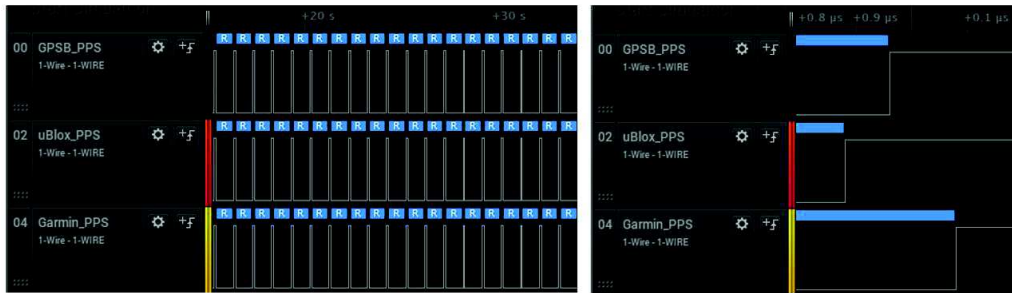 +20 s +30 s
00 GPSB_PPS
1-Wire - 1-WIRE
R R R R R R R R R R R R R R R R R R R
02 uBlox_PPS
1-Wire - 1-WIRE
R R R R R R R R R R R R R R R R R R R
04 Garmin_PPS
1-Wire - 1-WIRE
R R R R R R R R R R R R R R R R R R R
+0.8 µs +0.9 µs +0.1 µs
00 GPSB_PPS
1-Wire - 1-WIRE
02 uBlox_PPS
1-Wire - 1-WIRE
04 Garmin_PPS
1-Wire - 1-WIRE